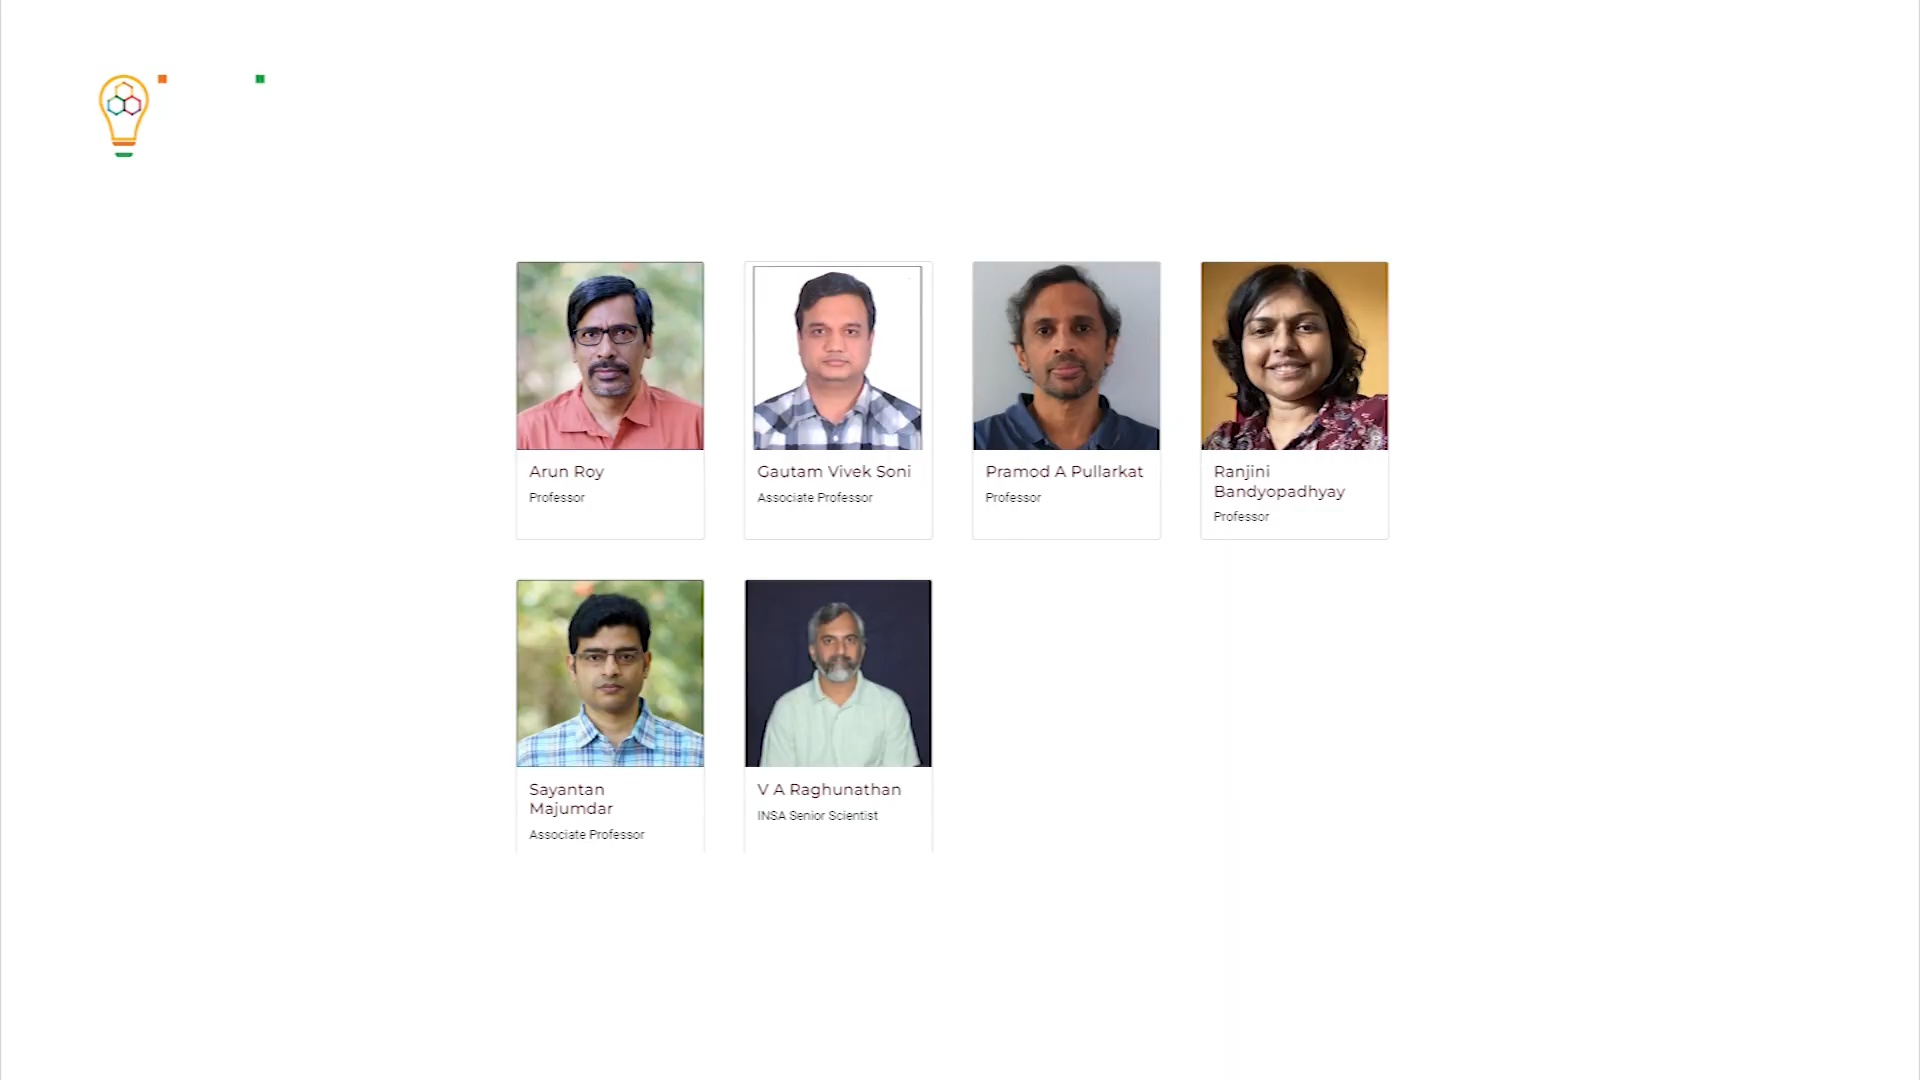 Arun Roy
Professor
Gautam Vivek Soni
Associate Professor
Pramod A Pullarkat
Professor
Ranjini
Bandyopadhyay
Professor
Sayantan
Majumdar
Associate Professor
V A Raghunathan
INSA Senior Scientist